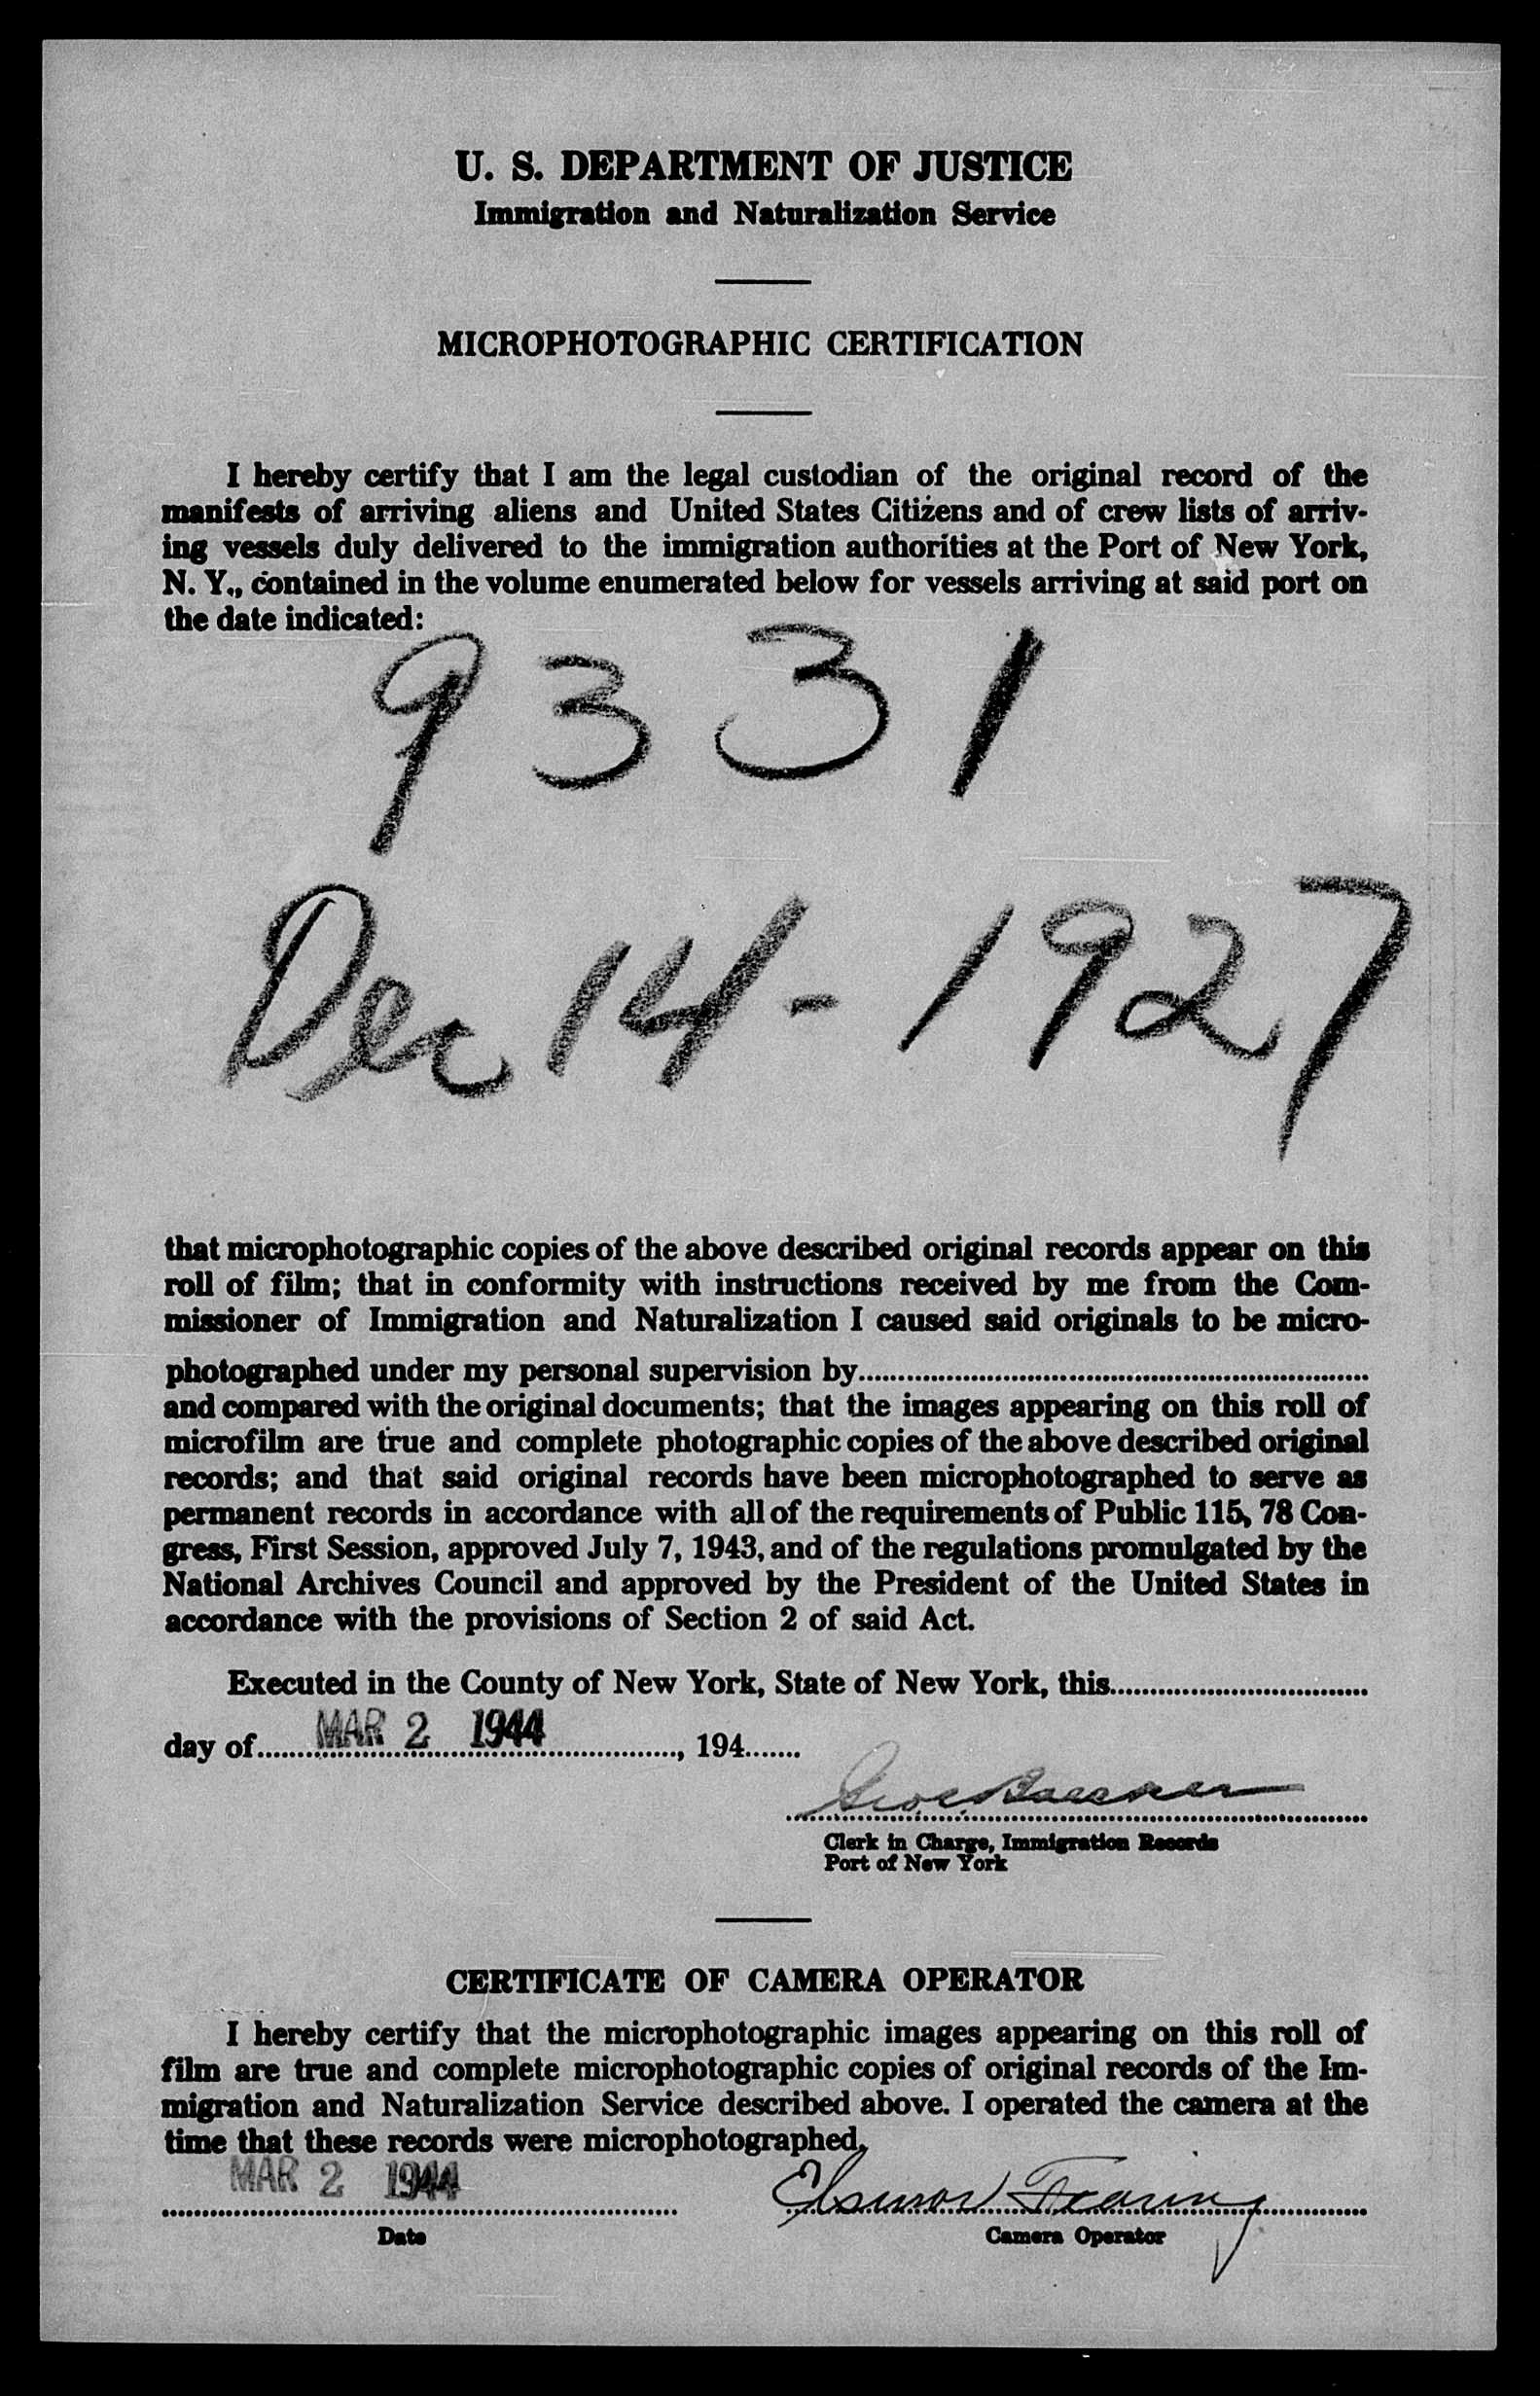 U. S. DEPARTMENT OF JUSTICE
Immigration and Naturalization Service
MICROPHOTOGRAPHIC CERTIFICATION
I hereby certify that I am the legal custodian of the original record of the
manifests of arriving aliens and United States Citizens and of crew lists of arriv-
ing vessels duly delivered to the immigration authorities at the Port of New York,
N. Y., contained in the volume enumerated below for vessels arriving at said port on
the date indicated:
9331
Dec 14 - 1927
that microphotographic copies of the above described original records appear on this
roll of film; that in conformity with instructions received by me from the Com-
missioner of Immigration and Naturalization I caused said originals to be micro-
photographed under my personal supervision by
and compared with the original documents; that the images appearing on this roll of
microfilm are true and complete photographic copies of the above described original
records; and that said original records have been microphotographed to serve as
permanent records in accordance with all of the requirements of Public 115, 78 Con-
gress, First Session, approved July 7, 1943, and of the regulations promulgated by the
National Archives Council and approved by the President of the United States in
accordance with the provisions of Section 2 of said Act.
Executed in the County of New York, State of New York, this
day of MAR 2 1944, 194
Clerk in Charge, Immigration Records
Port of New York
CERTIFICATE OF CAMERA OPERATOR
I hereby certify that the microphotographic images appearing on this roll of
film are true and complete microphotographic copies of original records of the Im-
migration and Naturalization Service described above. I operated the camera at the
time that these records were microphotographed.
MAR 2 1944
Date
Camera Operator